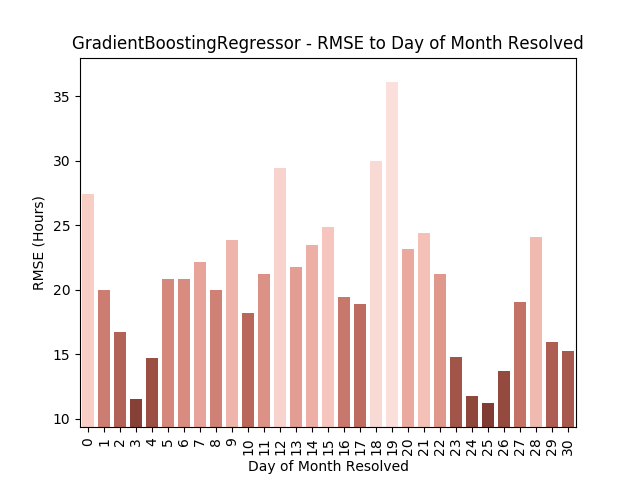 GradientBoostingRegressor - RMSE to Day of Month Resolved
35
30
25
20
15
10
RMSE (Hours)
0 1 2 3 4 5 6 7 8 9 10 11 12 13 14 15 16 17 18 19 20 21 22 23 24 25 26 27 28 29 30
Day of Month Resolved